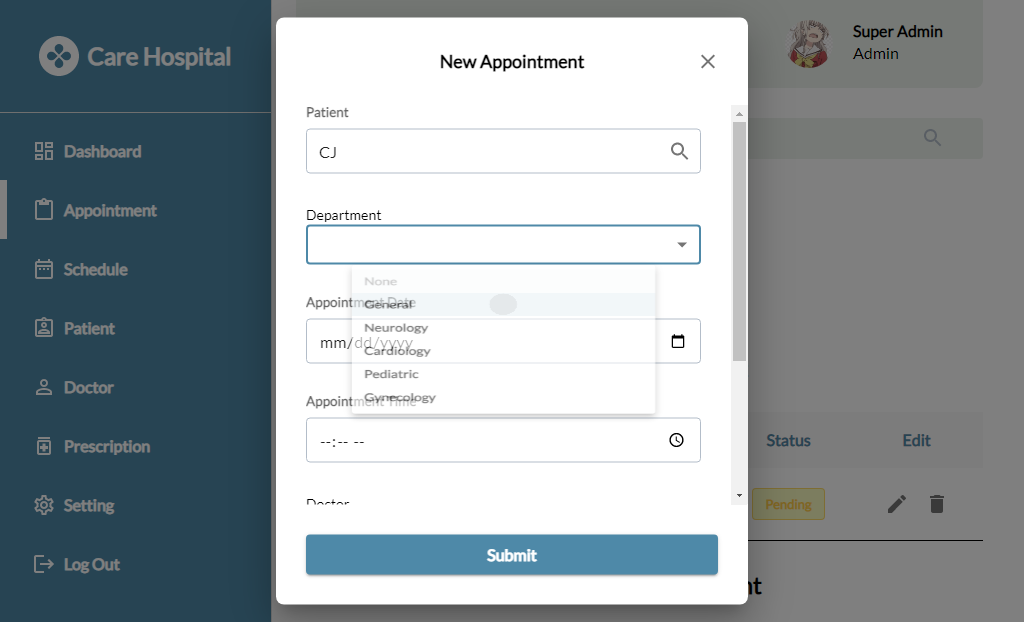 Care Hospital
Dashboard
Appointment
Schedule
Patient
Doctor
Prescription
Setting
Log Out
Super Admin
Admin
New Appointment
Patient
CJ
Department
None
General
Neurology
Cardiology
Pediatric
Gynecology
Appointment Date
mm/dd/yyyy
Appointment Time
--:-- --
Doctor
Submit
Status
Edit
Pending